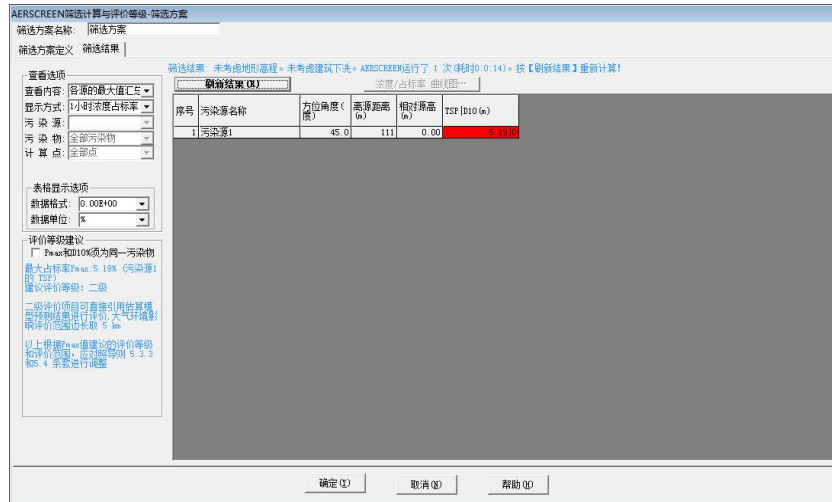 AERSCREEN筛选计算与评价等级-筛选方案
筛选方案名称: 筛选方案
筛选方案定义 筛选结果
筛选结果: 未考虑地形高程。未考虑建筑下洗。AERSCREEN运行了 1 次(耗时0:0:14)。按【刷新结果】重新计算!
查看选项
查看内容: 各源的最大值汇总
显示方式: 1小时浓度占标率
污 染 源:
污 染 物: 全部污染物
计 算 点: 全部点
表格显示选项
数据格式: 0.00E+00
数据单位: %
评价等级建议
Pmax和D10%须为同一污染物
最大占标率Pmax:5.19% (污染源1
的 TSP)
建议评价等级: 二级
二级评价项目可直接引用估算模
型预测结果进行评价,大气环境影
响评价范围边长取 5 km
以上根据Pmax值建议的评价等级
和评价范围,应对照导则 5.3.3
和5.4 条款进行调整
刷新结果(R)
浓度/占标率 曲线图…
序号 污染源名称 方位角度(度) 离源距离(m) 相对源高(m) TSP|D10(m)
1 污染源1 45.0 111 0.00 5.19|0
确定(Y)
取消(N)
帮助(H)